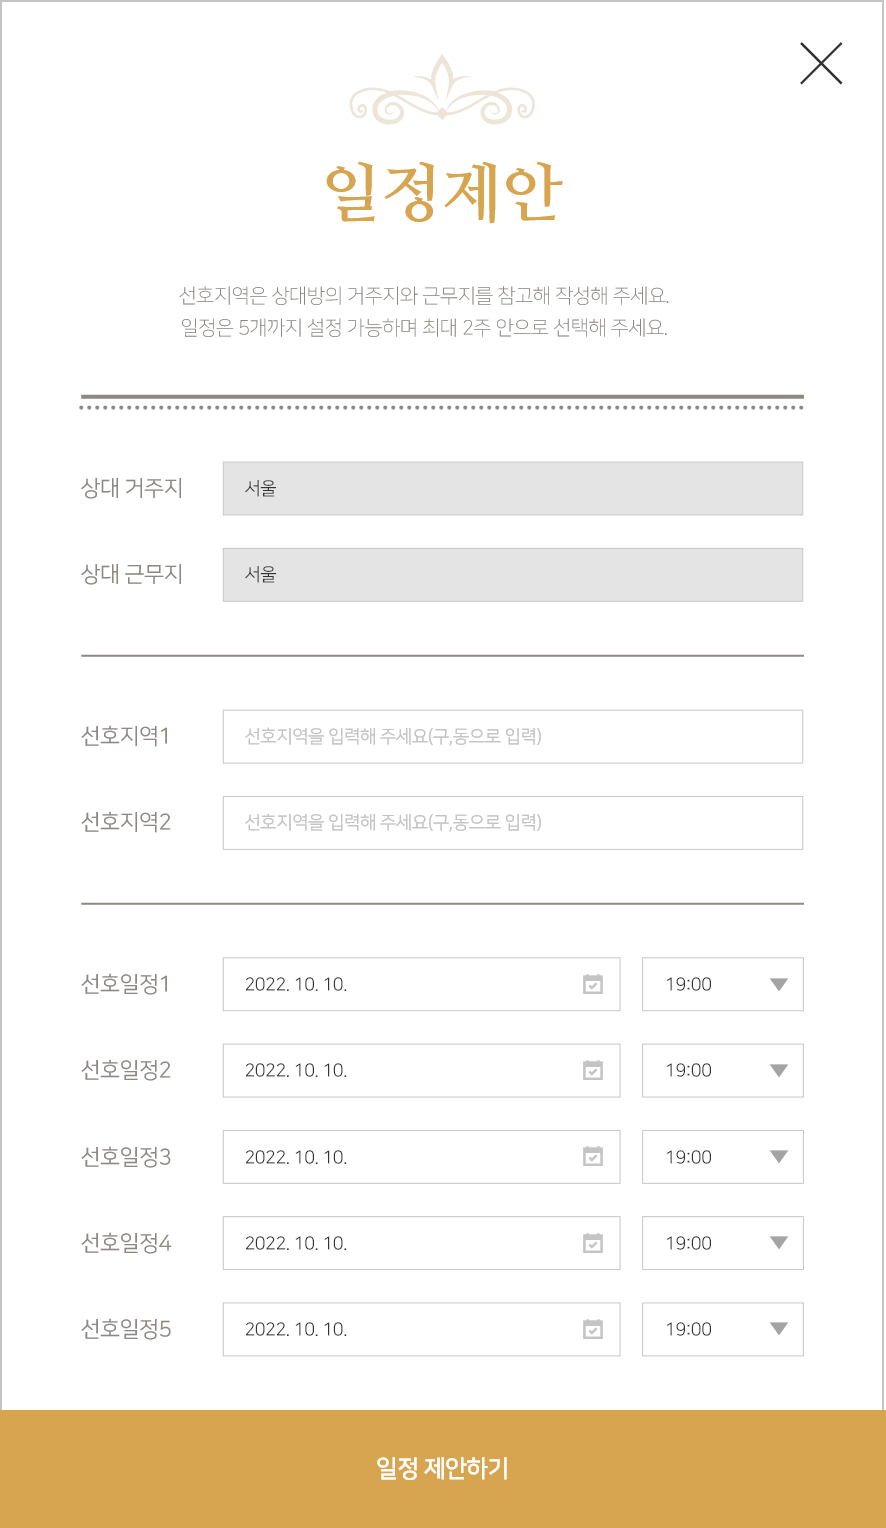 일정제안
선호지역은 상대방의 거주지와 근무지를 참고해 작성해 주세요.
일정은 5개까지 설정 가능하며 최대 2주 안으로 선택해 주세요.
상대 거주지 서울
상대 근무지 서울
선호지역1 선호지역을 입력해 주세요(구,동으로 입력)
선호지역2 선호지역을 입력해 주세요(구,동으로 입력)
선호일정1 2022. 10. 10. 19:00
선호일정2 2022. 10. 10. 19:00
선호일정3 2022. 10. 10. 19:00
선호일정4 2022. 10. 10. 19:00
선호일정5 2022. 10. 10. 19:00
일정 제안하기